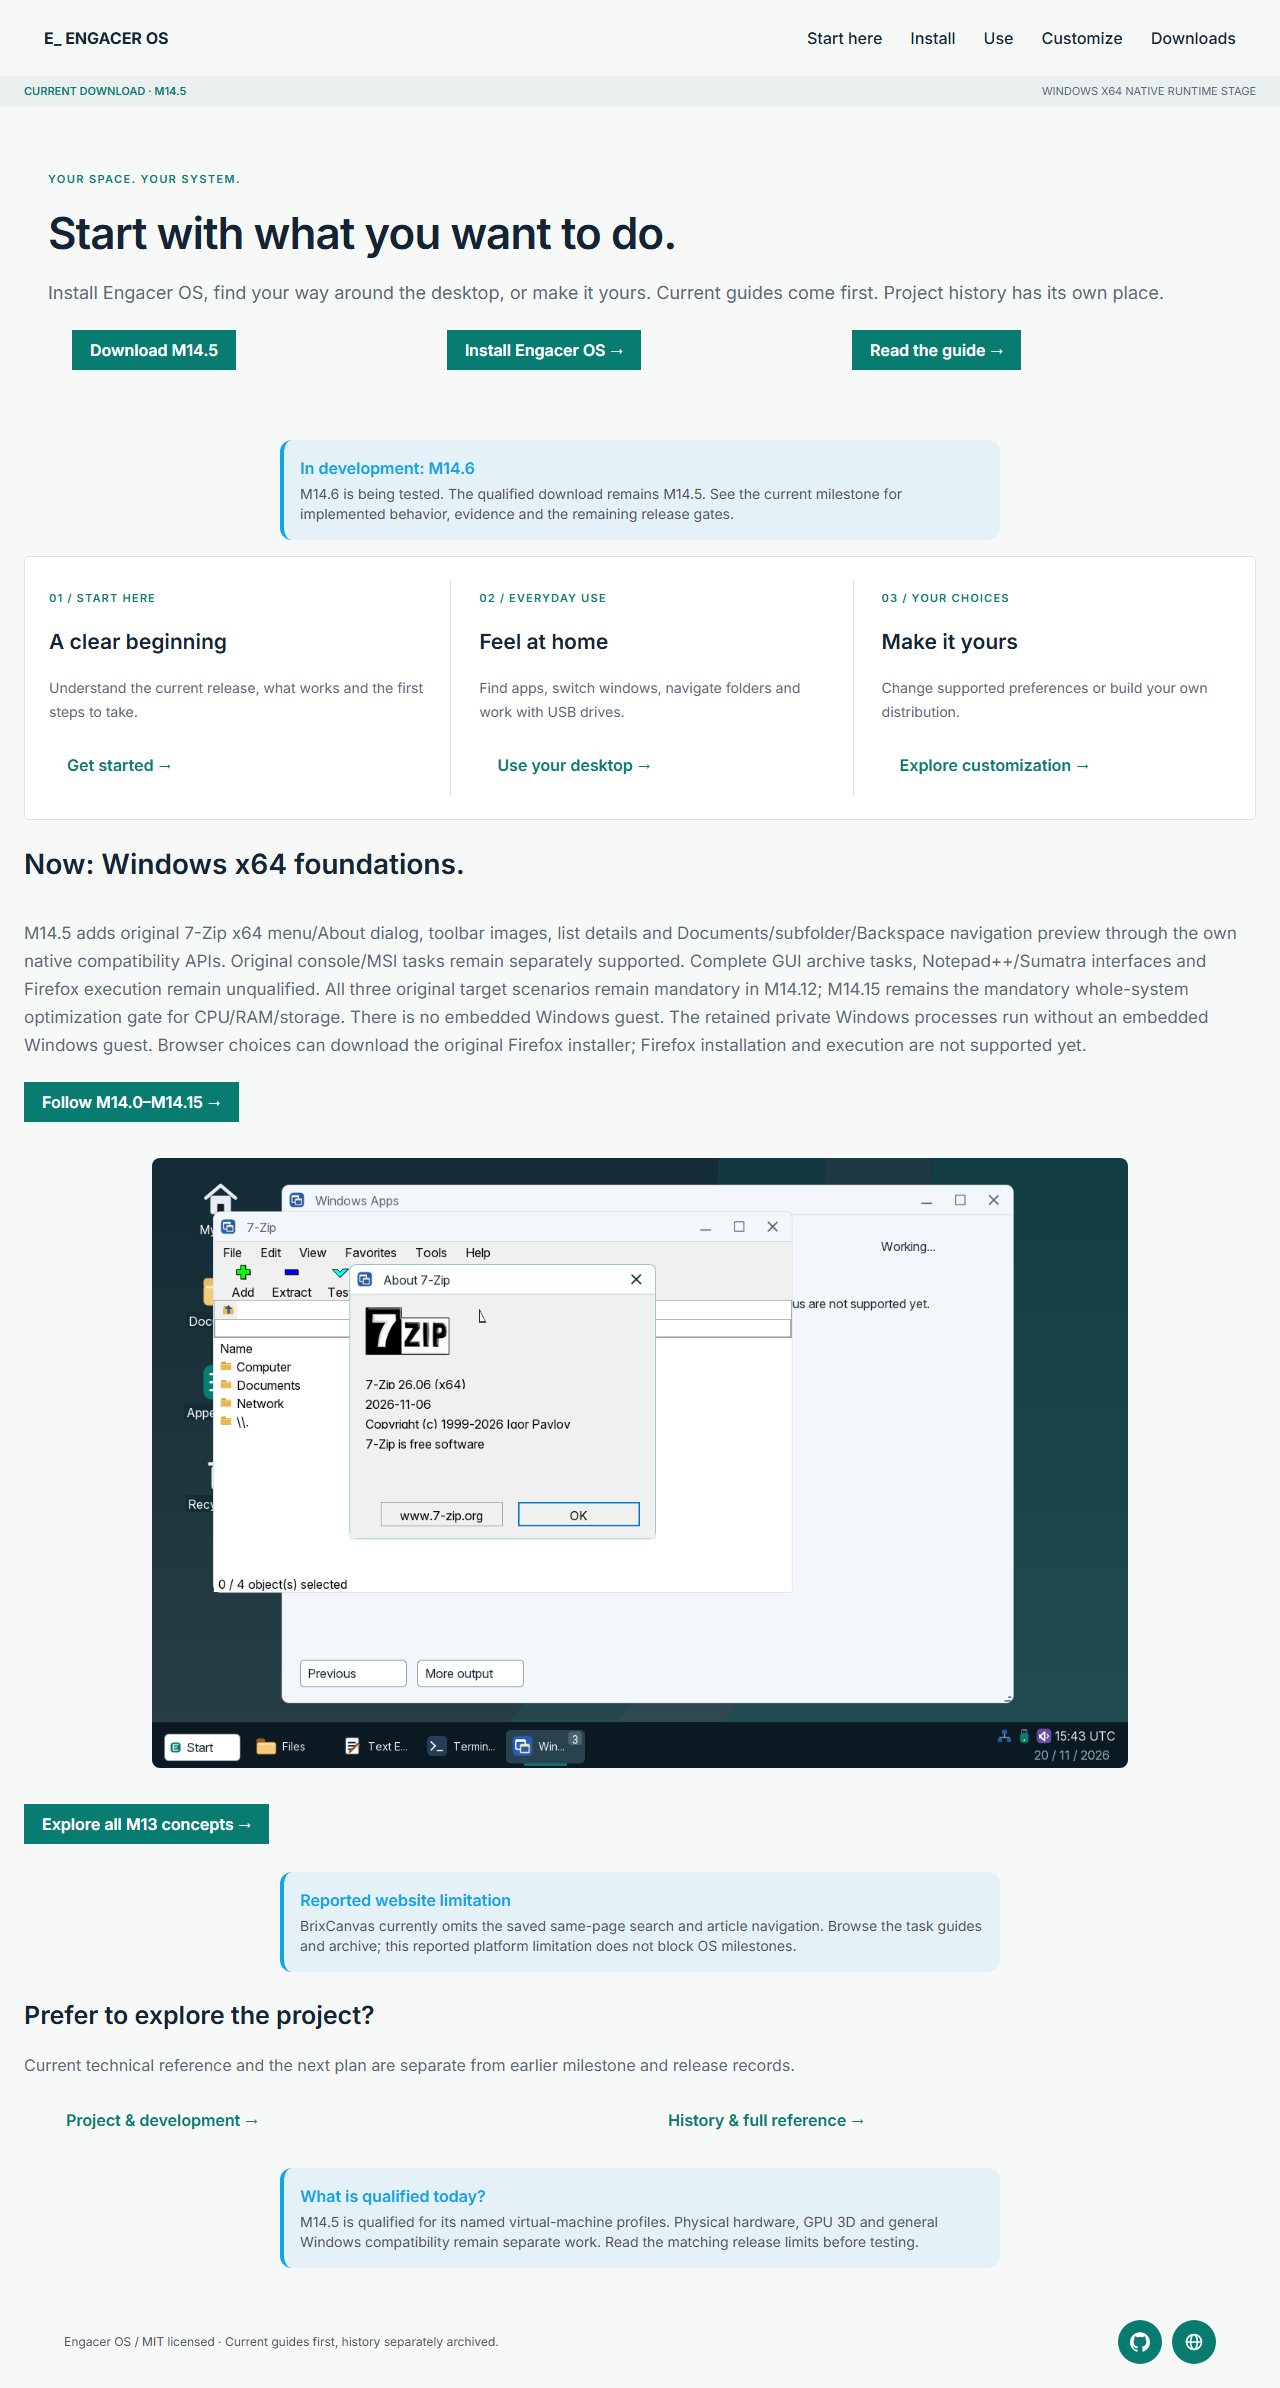 E_ ENGACER OS
Start here Install Use Customize Downloads
CURRENT DOWNLOAD · M14.5
WINDOWS X64 NATIVE RUNTIME STAGE
YOUR SPACE. YOUR SYSTEM.
Start with what you want to do.
Install Engacer OS, find your way around the desktop, or make it yours. Current guides come first. Project history has its own place.
Download M14.5
Install Engacer OS →
Read the guide →
In development: M14.6
M14.6 is being tested. The qualified download remains M14.5. See the current milestone for
implemented behavior, evidence and the remaining release gates.
01 / START HERE
A clear beginning
Understand the current release, what works and the first
steps to take.
Get started →
02 / EVERYDAY USE
Feel at home
Find apps, switch windows, navigate folders and
work with USB drives.
Use your desktop →
03 / YOUR CHOICES
Make it yours
Change supported preferences or build your own
distribution.
Explore customization →
Now: Windows x64 foundations.
M14.5 adds original 7-Zip x64 menu/About dialog, toolbar images, list details and Documents/subfolder/Backspace navigation preview through the own
native compatibility APIs. Original console/MSI tasks remain separately supported. Complete GUI archive tasks, Notepad++/Sumatra interfaces and
Firefox execution remain unqualified. All three original target scenarios remain mandatory in M14.12; M14.15 remains the mandatory whole-system
optimization gate for CPU/RAM/storage. There is no embedded Windows guest. The retained private Windows processes run without an embedded
Windows guest. Browser choices can download the original Firefox installer; Firefox installation and execution are not supported yet.
Follow M14.0–M14.15 →
Windows Apps
Working...
us are not supported yet.
My
Doc
Appe
Recy
7-Zip
File Edit View Favorites Tools Help
Add Extract Tes
Name
Computer
Documents
Network
\\.
0 / 4 object(s) selected
About 7-Zip
7 ZIP
7-Zip 26.06 (x64)
2026-11-06
Copyright (c) 1999-2026 Igor Pavlov
7-Zip is free software
www.7-zip.org
OK
Previous
More output
Start
Files
Text E...
Termin...
Win...
3
15:43 UTC
20 / 11 / 2026
Explore all M13 concepts →
Reported website limitation
BrixCanvas currently omits the saved same-page search and article navigation. Browse the task guides
and archive; this reported platform limitation does not block OS milestones.
Prefer to explore the project?
Current technical reference and the next plan are separate from earlier milestone and release records.
Project & development →
History & full reference →
What is qualified today?
M14.5 is qualified for its named virtual-machine profiles. Physical hardware, GPU 3D and general
Windows compatibility remain separate work. Read the matching release limits before testing.
Engacer OS / MIT licensed · Current guides first, history separately archived.